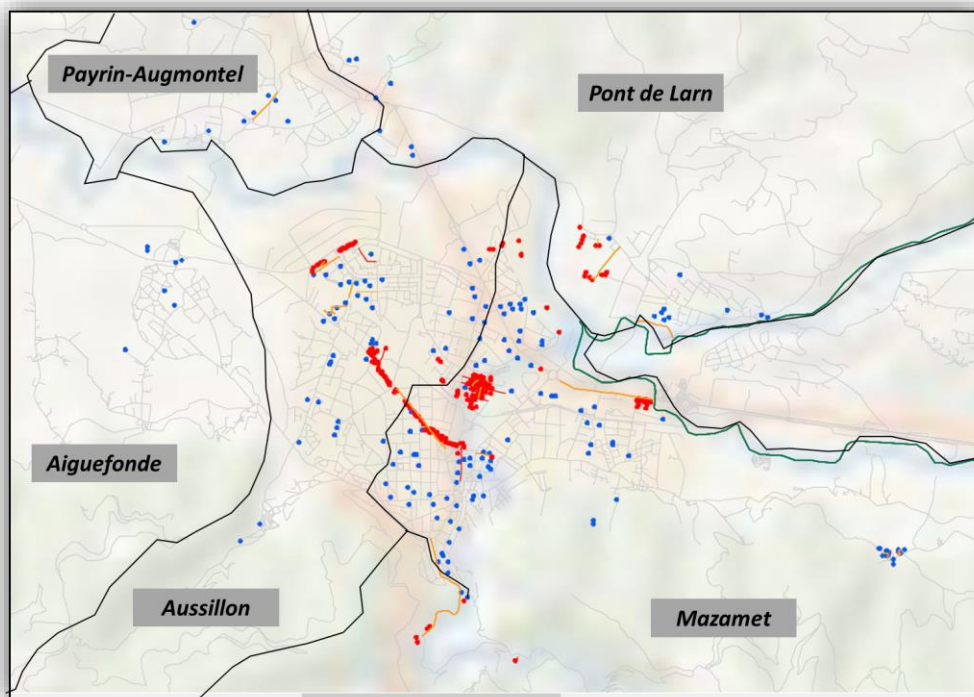 Payrin-Augmontel
Pont de Larn
Aiguefonde
Aussillon
Mazamet